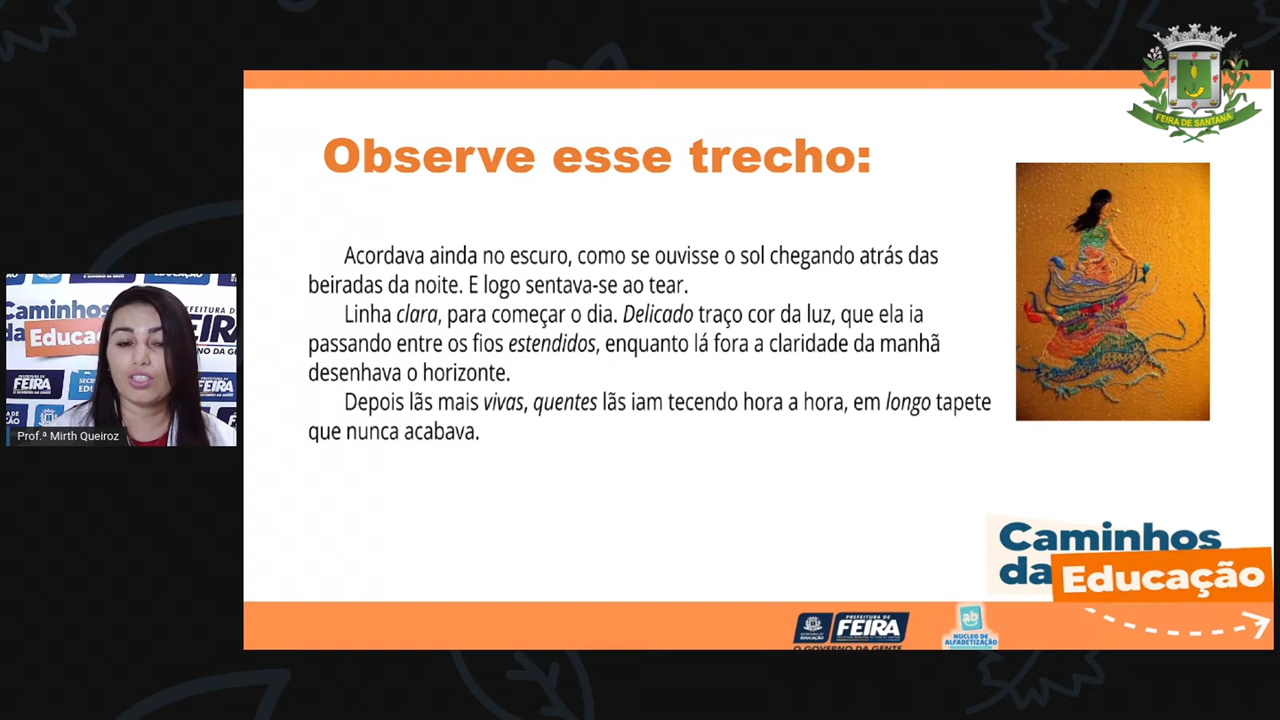 FEIRA DE SANTANA
Observe esse trecho:
Acordava ainda no escuro, como se ouvisse o sol chegando atrás das
beiradas da noite. E logo sentava-se ao tear.
Linha clara, para começar o dia. Delicado traço cor da luz, que ela ia
passando entre os fios estendidos, enquanto lá fora a claridade da manhã
desenhava o horizonte.
Depois lãs mais vivas, quentes lãs iam tecendo hora a hora, em longo tapete
que nunca acabava.
Caminhos
da Educação
Prof.ª Mirth Queiroz
Caminhos
da Educação
PREFEITURA DE
FEIRA
O GOVERNO DA GENTE
NÚCLEO DE
ALFABETIZAÇÃO